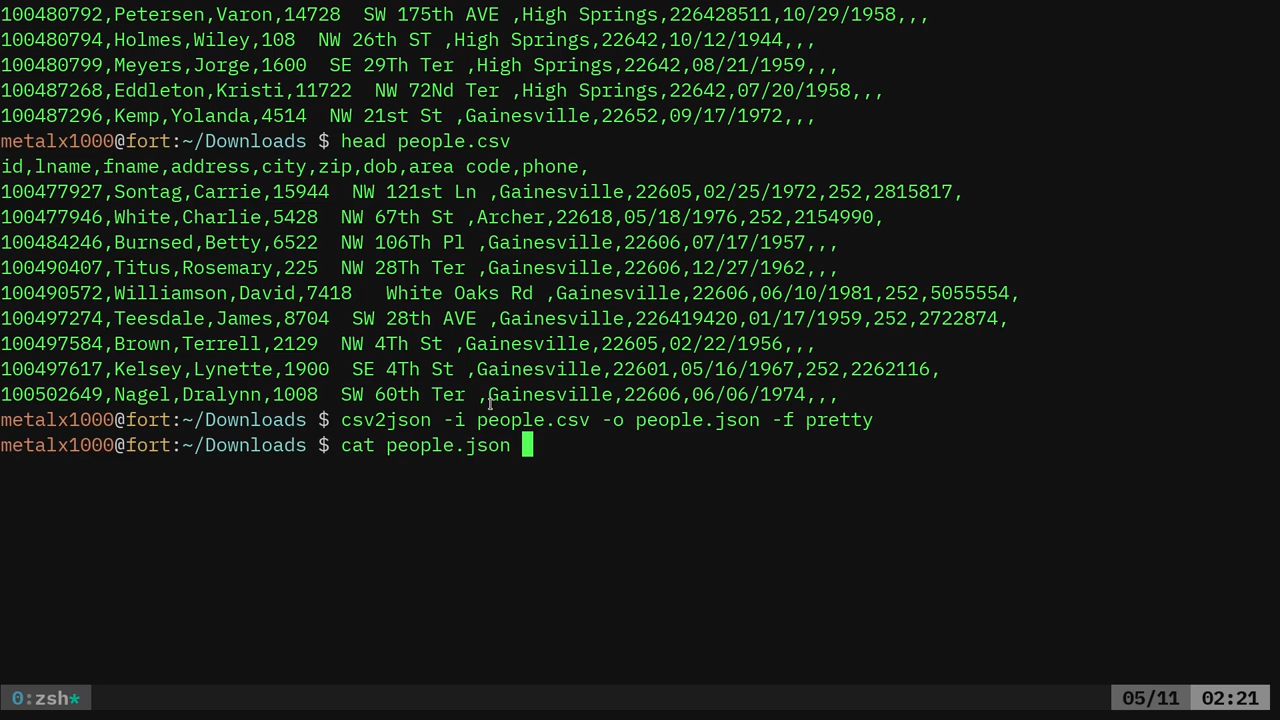 100480792,Petersen,Varon,14728  SW 175th AVE ,High Springs,226428511,10/29/1958,,,
100480794,Holmes,Wiley,108  NW 26th ST ,High Springs,22642,10/12/1944,,,
100480799,Meyers,Jorge,1600  SE 29Th Ter ,High Springs,22642,08/21/1959,,,
100487268,Eddleton,Kristi,11722  NW 72Nd Ter ,High Springs,22642,07/20/1958,,,
100487296,Kemp,Yolanda,4514  NW 21st St ,Gainesville,22652,09/17/1972,,,
metalx1000@fort:~/Downloads $ head people.csv
id,lname,fname,address,city,zip,dob,area code,phone,
100477927,Sontag,Carrie,15944  NW 121st Ln ,Gainesville,22605,02/25/1972,252,2815817,
100477946,White,Charlie,5428  NW 67th St ,Archer,22618,05/18/1976,252,2154990,
100484246,Burnsed,Betty,6522  NW 106Th Pl ,Gainesville,22606,07/17/1957,,,
100490407,Titus,Rosemary,225  NW 28Th Ter ,Gainesville,22606,12/27/1962,,,
100490572,Williamson,David,7418   White Oaks Rd ,Gainesville,22606,06/10/1981,252,5055554,
100497274,Teesdale,James,8704  SW 28th AVE ,Gainesville,226419420,01/17/1959,252,2722874,
100497584,Brown,Terrell,2129  NW 4Th St ,Gainesville,22605,02/22/1956,,,
100497617,Kelsey,Lynette,1900  SE 4Th St ,Gainesville,22601,05/16/1967,252,2262116,
100502649,Nagel,Dralynn,1008  SW 60th Ter ,Gainesville,22606,06/06/1974,,,
metalx1000@fort:~/Downloads $ csv2json -i people.csv -o people.json -f pretty
metalx1000@fort:~/Downloads $ cat people.json
0:zsh* 05/11 02:21